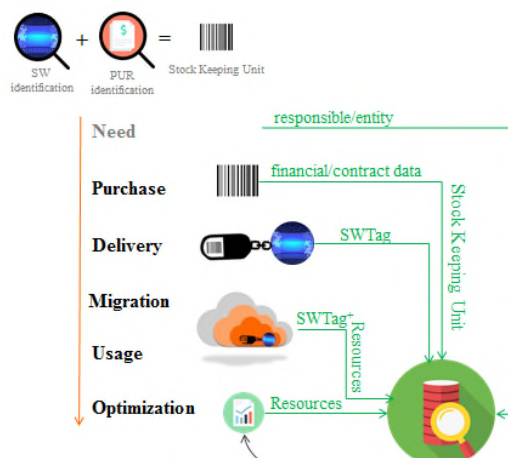 + =
SW
identification
PUR
identification
Stock Keeping Unit
Need
responsible/entity
Purchase
financial/contract data
Delivery
SWTag
Stock Keeping Unit
Migration
SWTag+
Resources
Usage
Optimization
Resources
$